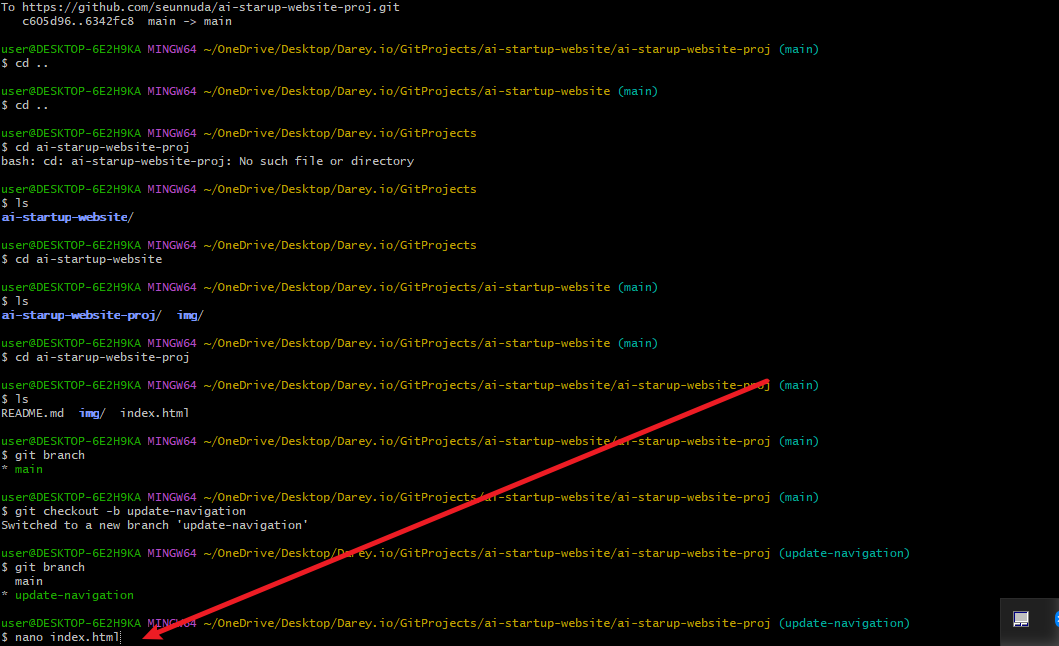 To https://github.com/seunnuda/ai-starup-website-proj.git
   c605d96..6342fc8  main -> main
user@DESKTOP-6E2H9KA MINGW64 ~/OneDrive/Desktop/Darey.io/GitProjects/ai-startup-website/ai-starup-website-proj (main)
$ cd ..
user@DESKTOP-6E2H9KA MINGW64 ~/OneDrive/Desktop/Darey.io/GitProjects/ai-startup-website (main)
$ cd ..
user@DESKTOP-6E2H9KA MINGW64 ~/OneDrive/Desktop/Darey.io/GitProjects
$ cd ai-starup-website-proj
bash: cd: ai-starup-website-proj: No such file or directory
user@DESKTOP-6E2H9KA MINGW64 ~/OneDrive/Desktop/Darey.io/GitProjects
$ ls
ai-startup-website/
user@DESKTOP-6E2H9KA MINGW64 ~/OneDrive/Desktop/Darey.io/GitProjects
$ cd ai-startup-website
user@DESKTOP-6E2H9KA MINGW64 ~/OneDrive/Desktop/Darey.io/GitProjects/ai-startup-website (main)
$ ls
ai-starup-website-proj/  img/
user@DESKTOP-6E2H9KA MINGW64 ~/OneDrive/Desktop/Darey.io/GitProjects/ai-startup-website (main)
$ cd ai-starup-website-proj
user@DESKTOP-6E2H9KA MINGW64 ~/OneDrive/Desktop/Darey.io/GitProjects/ai-startup-website/ai-starup-website-proj (main)
$ ls
README.md  img/  index.html
user@DESKTOP-6E2H9KA MINGW64 ~/OneDrive/Desktop/Darey.io/GitProjects/ai-startup-website/ai-starup-website-proj (main)
$ git branch
* main
user@DESKTOP-6E2H9KA MINGW64 ~/OneDrive/Desktop/Darey.io/GitProjects/ai-startup-website/ai-starup-website-proj (main)
$ git checkout -b update-navigation
Switched to a new branch 'update-navigation'
user@DESKTOP-6E2H9KA MINGW64 ~/OneDrive/Desktop/Darey.io/GitProjects/ai-startup-website/ai-starup-website-proj (update-navigation)
$ git branch
  main
* update-navigation
user@DESKTOP-6E2H9KA MINGW64 ~/OneDrive/Desktop/Darey.io/GitProjects/ai-startup-website/ai-starup-website-proj (update-navigation)
$ nano index.html